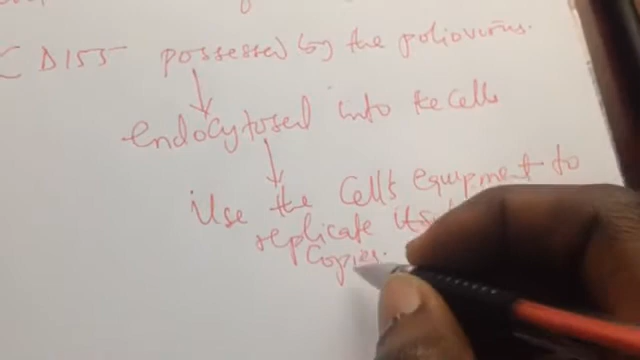 CD155 possessed by the poliovirus.
endocytosed into the cells
Use the Cells equipment to
replicate
Copies.